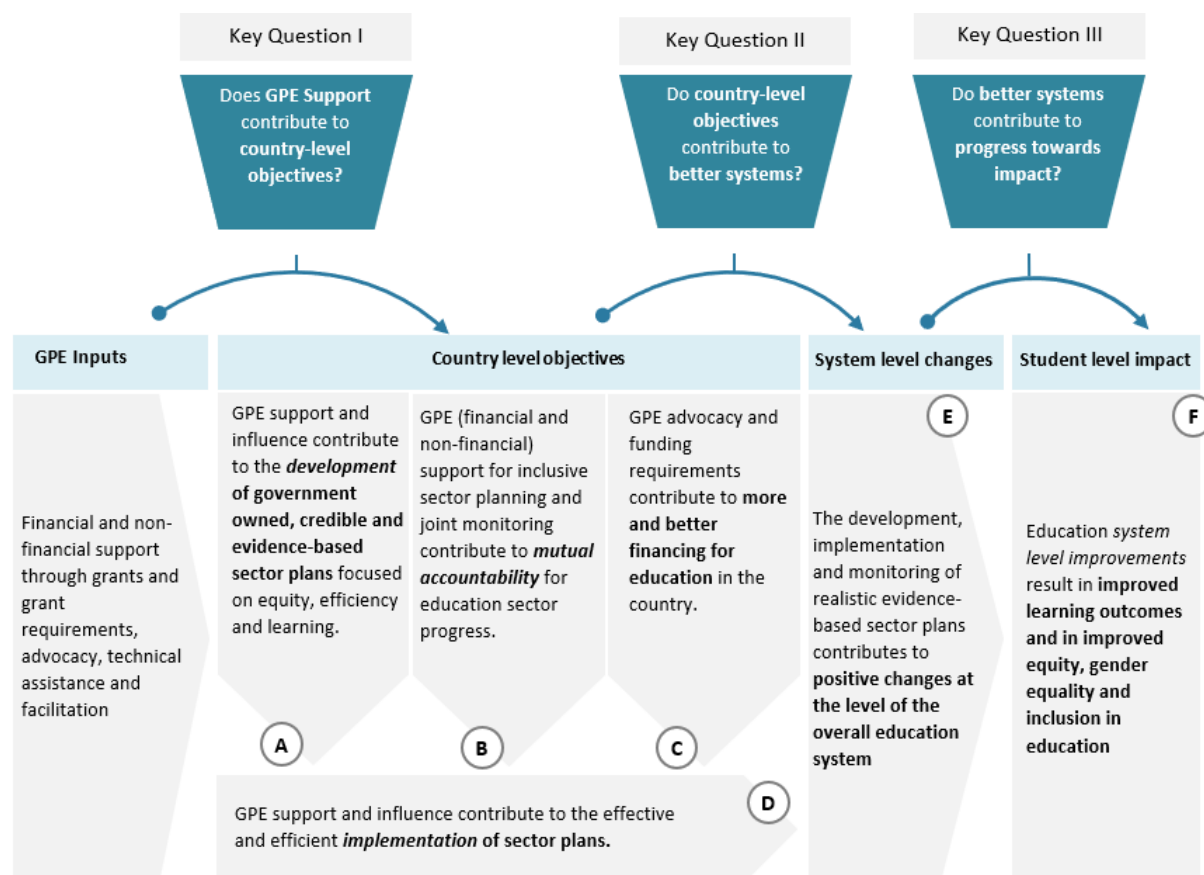 Key Question I
Does GPE Support
contribute to
country-level
objectives?
Key Question II
Do country-level
objectives
contribute to
better systems?
Key Question III
Do better systems
contribute to
progress towards
impact?
GPE Inputs
Country level objectives
System level changes
Student level impact
Financial and non-
financial support
through grants and
grant
requirements,
advocacy, technical
assistance and
facilitation
GPE support and
influence contribute
to the development
of government
owned, credible and
evidence-based
sector plans focused
on equity, efficiency
and learning.
A
GPE (financial and
non-financial)
support for inclusive
sector planning and
joint monitoring
contribute to mutual
accountability for
education sector
progress.
B
GPE advocacy and
funding
requirements
contribute to more
and better
financing for
education in the
country.
C
GPE support and influence contribute to the effective
and efficient implementation of sector plans.
D
E
The development,
implementation
and monitoring of
realistic evidence-
based sector plans
contributes to
positive changes at
the level of the
overall education
system
F
Education system
level improvements
result in improved
learning outcomes
and in improved
equity, gender
equality and
inclusion in
education